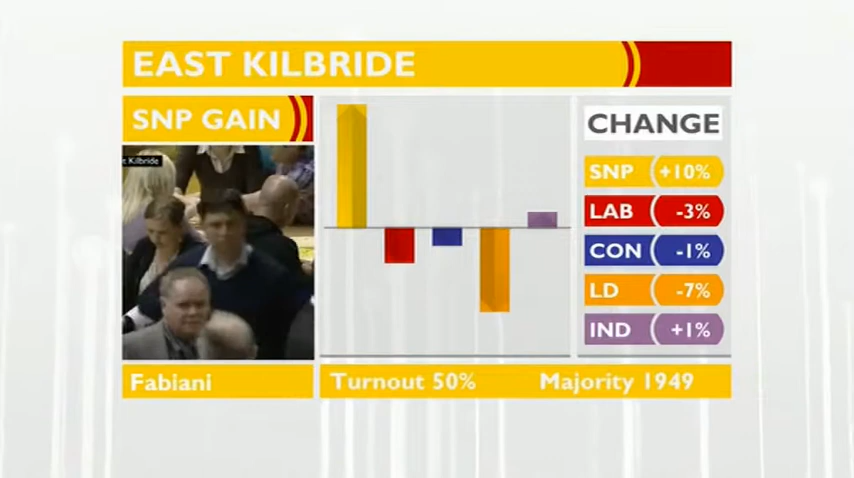 EAST KILBRIDE
SNP GAIN
t Kilbride
CHANGE
SNP +10%
LAB -3%
CON -1%
LD -7%
IND +1%
Fabiani
Turnout 50% Majority 1949